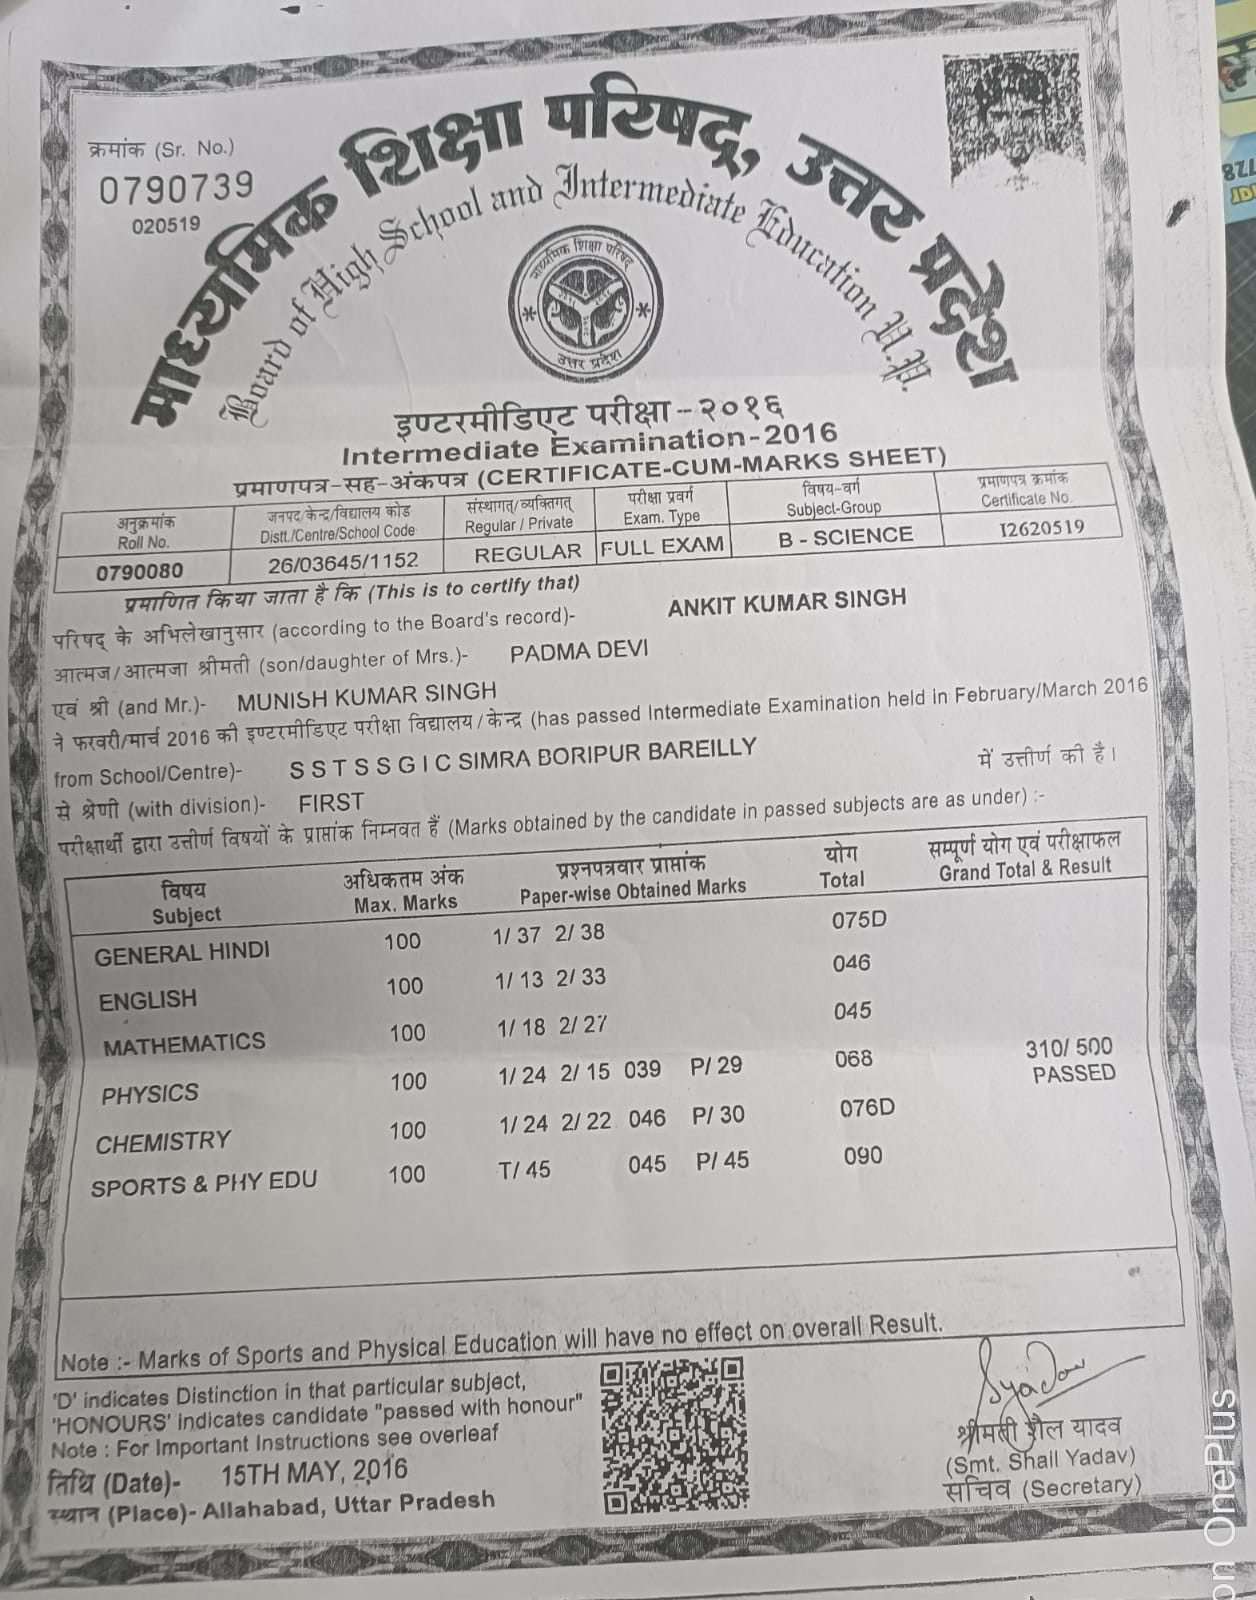 क्रमांक (Sr. No.)
0790739
020519
माध्यमिक शिक्षा परिषद्, उत्तर प्रदेश
Board of High School and Intermediate Education U.P.
माध्यमिक शिक्षा परिषद्
उत्तर प्रदेश
इण्टरमीडिएट परीक्षा-२०१६
Intermediate Examination-2016
प्रमाणपत्र-सह-अंकपत्र (CERTIFICATE-CUM-MARKS SHEET)
अनुक्रमांक जनपद/केन्द्र/विद्यालय कोड संस्थागत/व्यक्तिगत् परीक्षा प्रवर्ग विषय-वर्ग प्रमाणपत्र क्रमांक
Roll No. Distt./Centre/School Code Regular / Private Exam. Type Subject-Group Certificate No.
0790080 26/03645/1152 REGULAR FULL EXAM B - SCIENCE I2620519
प्रमाणित किया जाता है कि (This is to certify that)
परिषद् के अभिलेखानुसार (according to the Board's record)- ANKIT KUMAR SINGH
आत्मज/आत्मजा श्रीमती (son/daughter of Mrs.)- PADMA DEVI
एवं श्री (and Mr.)- MUNISH KUMAR SINGH
ने फरवरी/मार्च 2016 की इण्टरमीडिएट परीक्षा विद्यालय/केन्द्र (has passed Intermediate Examination held in February/March 2016
from School/Centre)- S S T S S G I C SIMRA BORIPUR BAREILLY
से श्रेणी (with division)- FIRST में उत्तीर्ण की है।
परीक्षार्थी द्वारा उत्तीर्ण विषयों के प्राप्तांक निम्नवत हैं (Marks obtained by the candidate in passed subjects are as under) :-
विषय अधिकतम अंक प्रश्नपत्रवार प्राप्तांक योग सम्पूर्ण योग एवं परीक्षाफल
Subject Max. Marks Paper-wise Obtained Marks Total Grand Total & Result
GENERAL HINDI 100 1/ 37 2/ 38 075D
ENGLISH 100 1/ 13 2/ 33 046
MATHEMATICS 100 1/ 18 2/ 27 045
PHYSICS 100 1/ 24 2/ 15 039 P/ 29 068 310/ 500
PASSED
CHEMISTRY 100 1/ 24 2/ 22 046 P/ 30 076D
SPORTS & PHY EDU 100 T/ 45 045 P/ 45 090
Note :- Marks of Sports and Physical Education will have no effect on overall Result.
'D' indicates Distinction in that particular subject,
'HONOURS' indicates candidate "passed with honour"
Note : For Important Instructions see overleaf
तिथि (Date)- 15TH MAY, 2016
स्थान (Place)- Allahabad, Uttar Pradesh
SyaDav
श्रीमती शैल यादव
(Smt. Shail Yadav)
सचिव (Secretary)
on OnePlus
728